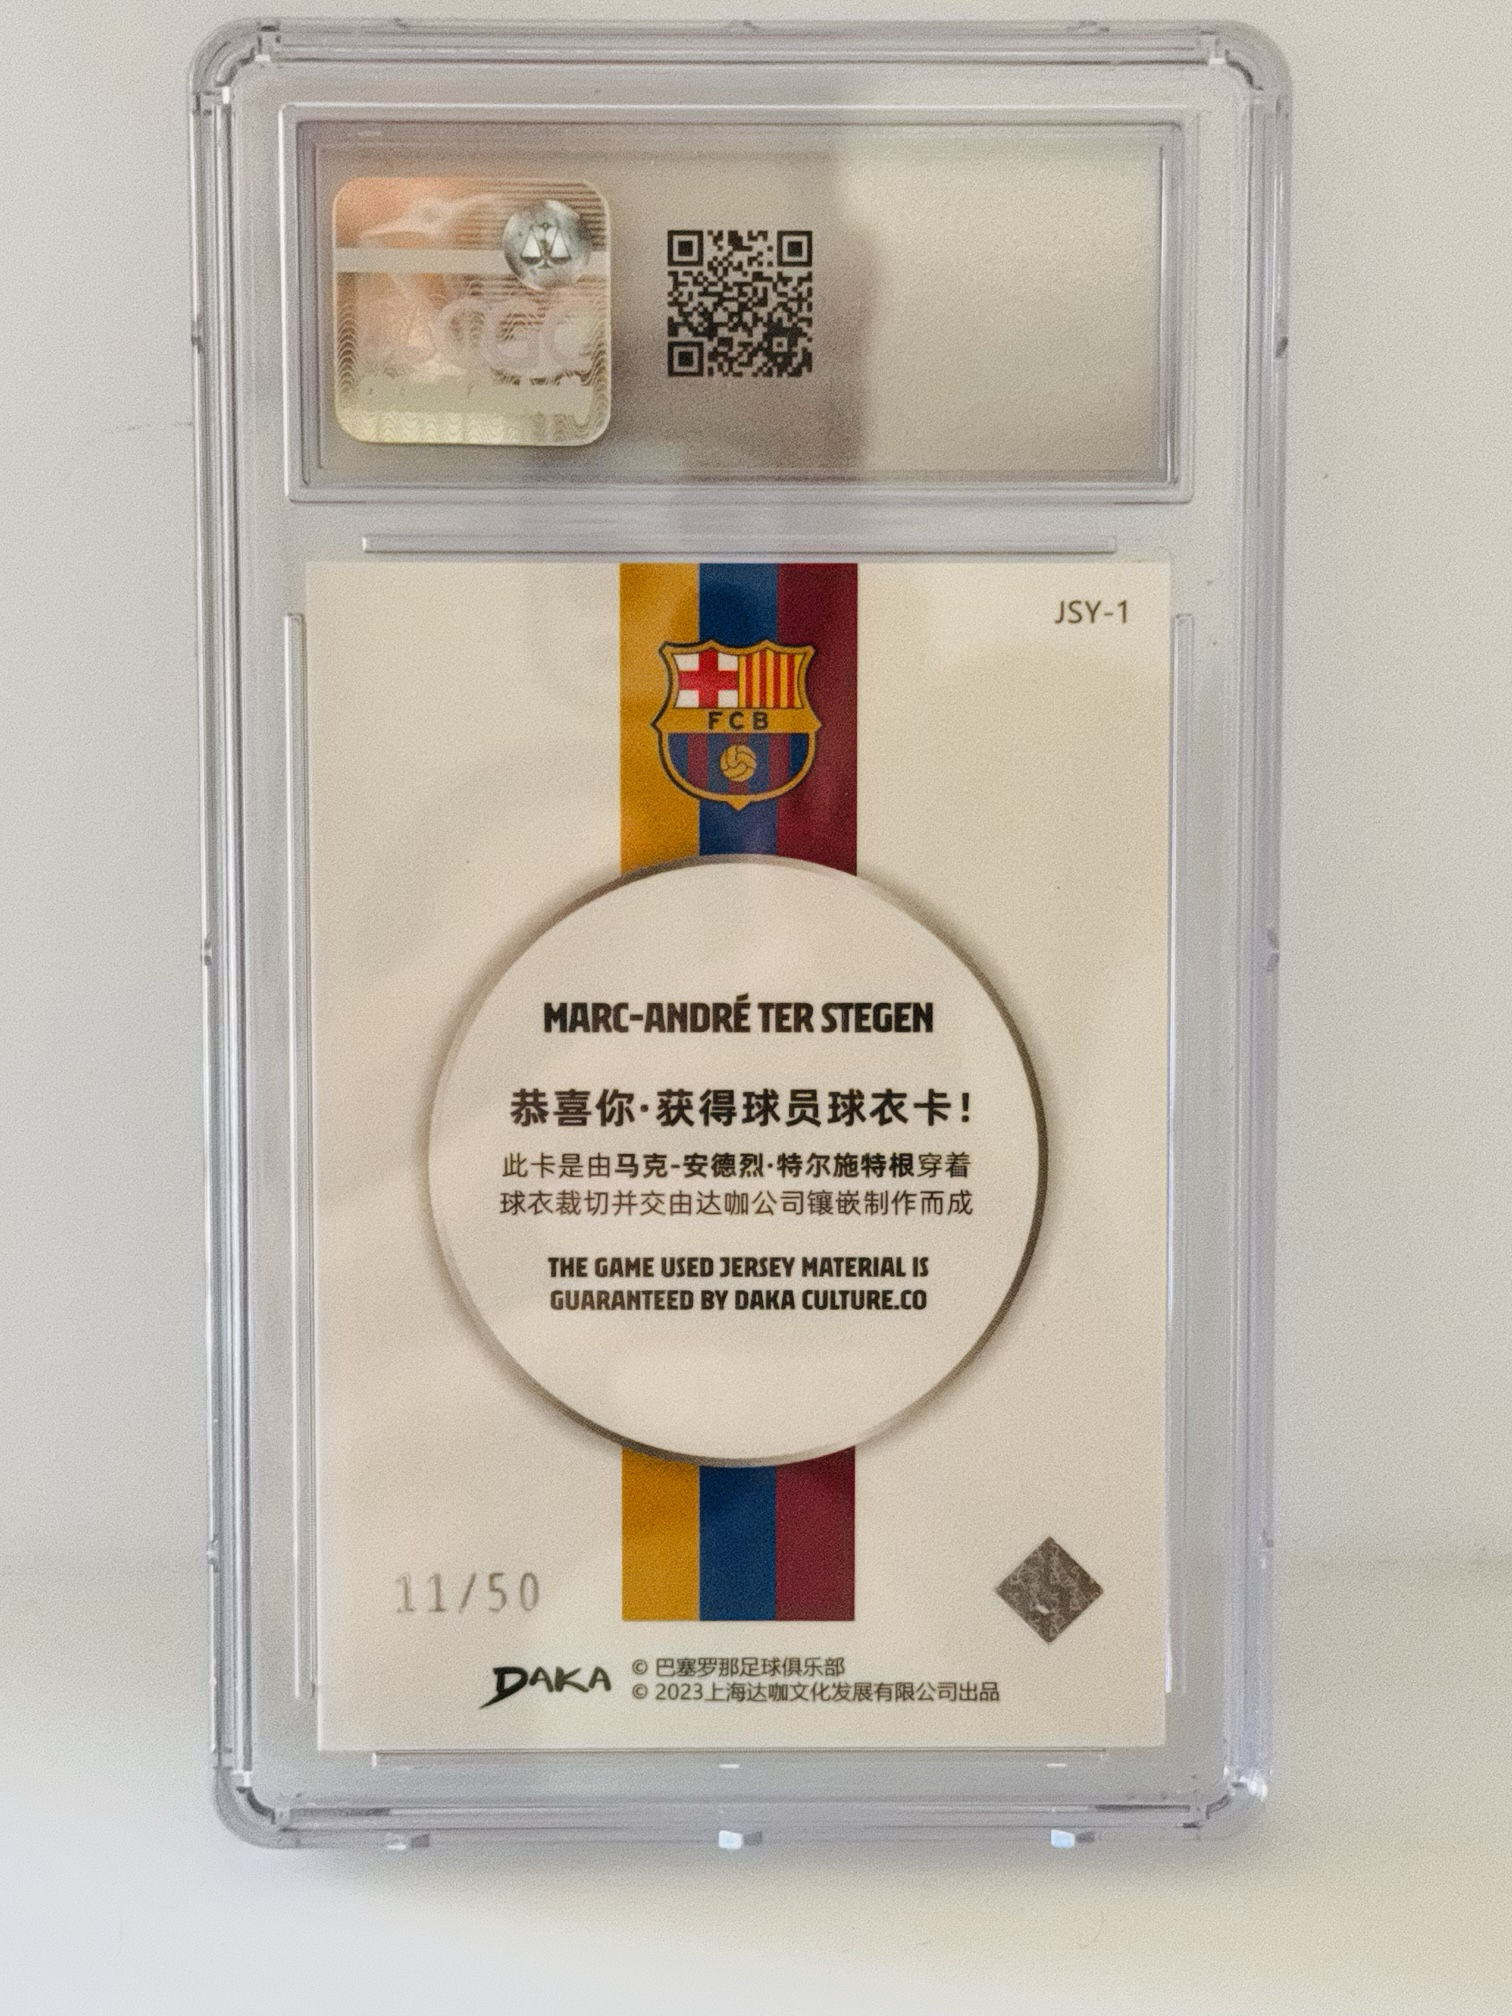 CGC
JSY-1
FCB
MARC-ANDRÉ TER STEGEN
恭喜你·获得球员球衣卡!
此卡是由马克-安德烈·特尔施特根穿着
球衣裁切并交由达咖公司镶嵌制作而成
THE GAME USED JERSEY MATERIAL IS
GUARANTEED BY DAKA CULTURE.CO
11/50
DAKA
© 巴塞罗那足球俱乐部
© 2023上海达咖文化发展有限公司出品